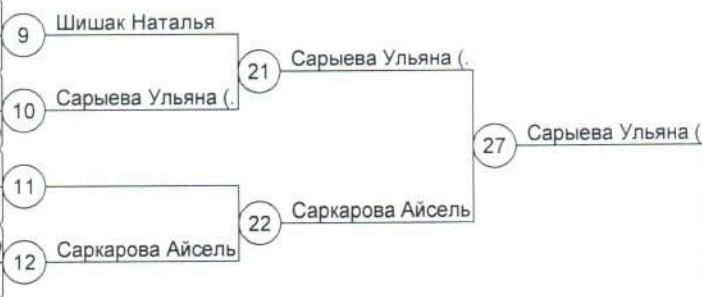 9 Шишак Наталья
21 Сарыева Ульяна (.
10 Сарыева Ульяна (.
27 Сарыева Ульяна (
11
22 Саркарова Айсель
12 Саркарова Айсель